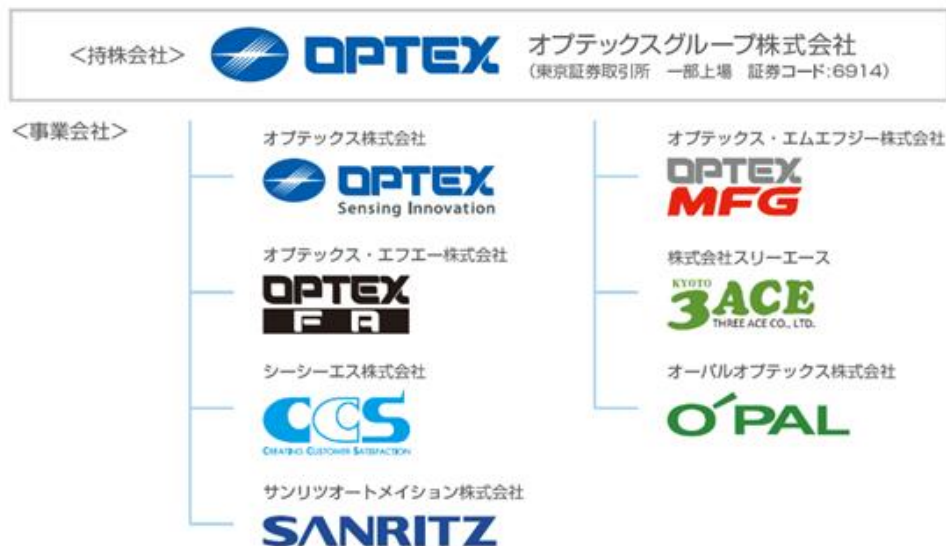 <持株会社>
OPTEX
オプテックスグループ株式会社
(東京証券取引所　一部上場　証券コード:6914)
<事業会社>
オプテックス株式会社
OPTEX
Sensing Innovation
オプテックス・エフエー株式会社
OPTEX
FA
シーシーエス株式会社
CCS
CREATING CUSTOMER SATISFACTION
サンリツオートメイション株式会社
SANRITZ
オプテックス・エムエフジー株式会社
OPTEX
MFG
株式会社スリーエース
KYOTO
3ACE
THREE ACE CO., LTD.
オーパルオプテックス株式会社
O'PAL